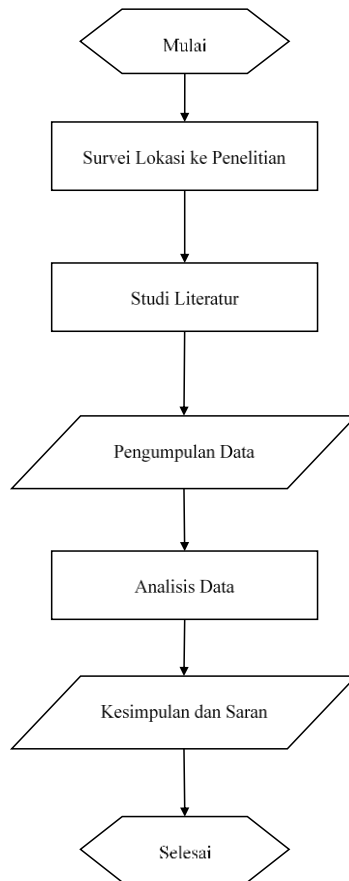 Mulai
Survei Lokasi ke Penelitian
Studi Literatur
Pengumpulan Data
Analisis Data
Kesimpulan dan Saran
Selesai